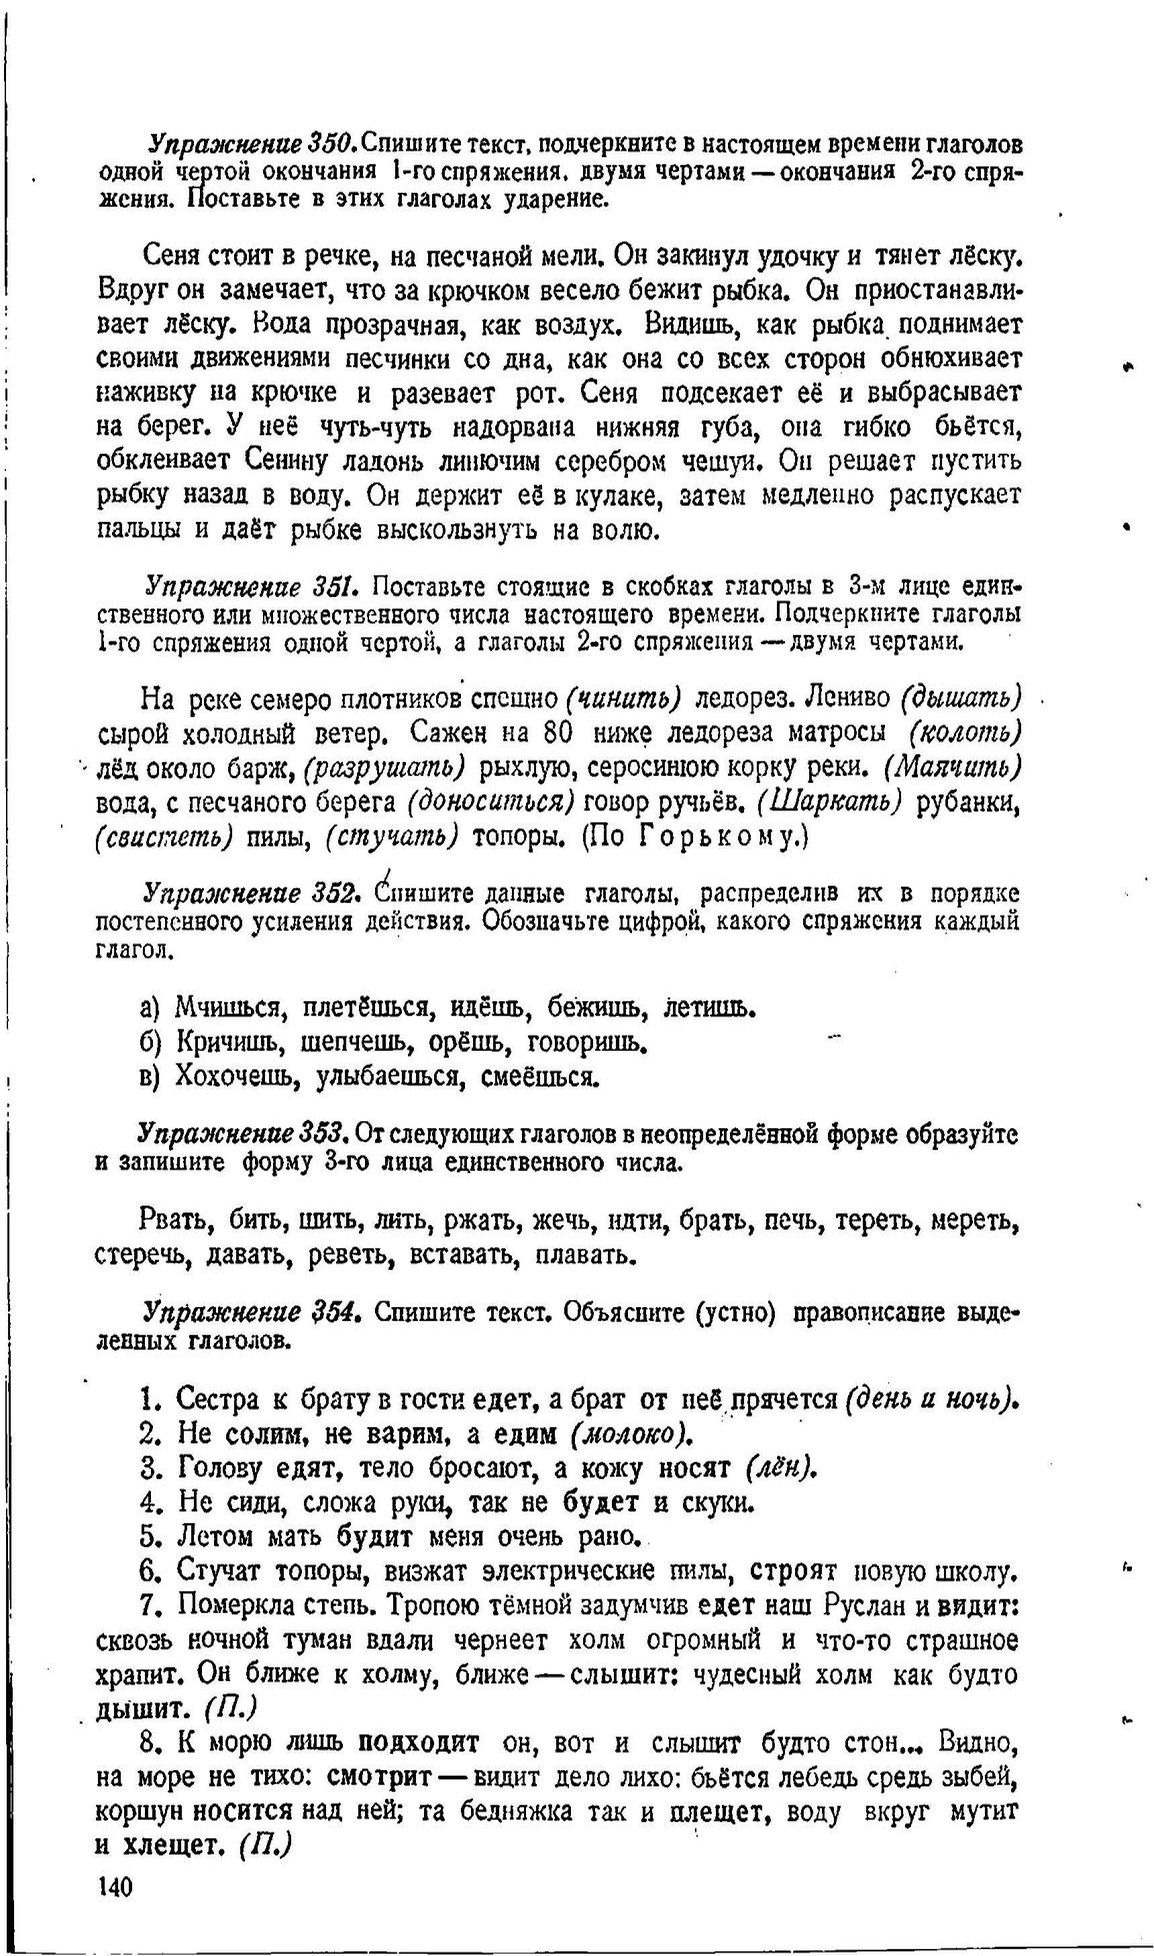 Упражнение 350. Спишите текст, подчеркните в настоящем времени глаголов
одной чертой окончания 1-го спряжения, двумя чертами — окончания 2-го спря-
жения. Поставьте в этих глаголах ударение.
Сеня стоит в речке, на песчаной мели. Он закинул удочку и тянет лёску.
Вдруг он замечает, что за крючком весело бежит рыбка. Он приостанавли-
вает лёску. Вода прозрачная, как воздух. Видишь, как рыбка поднимает
своими движениями песчинки со дна, как она со всех сторон обнюхивает
наживку на крючке и разевает рот. Сеня подсекает её и выбрасывает
на берег. У неё чуть-чуть надорвана нижняя губа, она гибко бьётся,
обклеивает Сенину ладонь линючим серебром чешуи. Он решает пустить
рыбку назад в воду. Он держит её в кулаке, затем медленно распускает
пальцы и даёт рыбке выскользнуть на волю.
Упражнение 351. Поставьте стоящие в скобках глаголы в 3-м лице един-
ственного или множественного числа настоящего времени. Подчеркните глаголы
1-го спряжения одной чертой, а глаголы 2-го спряжения — двумя чертами.
На реке семеро плотников спешно (чинить) ледорез. Лениво (дышать)
сырой холодный ветер. Сажен на 80 ниже ледореза матросы (колоть)
лёд около барж, (разрушать) рыхлую, серосинюю корку реки. (Маячить)
вода, с песчаного берега (доноситься) говор ручьёв. (Шаркать) рубанки,
(свистеть) пилы, (стучать) топоры. (По Горькому.)
Упражнение 352. Спишите данные глаголы, распределив их в порядке
постепенного усиления действия. Обозначьте цифрой, какого спряжения каждый
глагол.
а) Мчишься, плетёшься, идёшь, бежишь, летишь.
б) Кричишь, шепчешь, орёшь, говоришь.
в) Хохочешь, улыбаешься, смеёшься.
Упражнение 353. От следующих глаголов в неопределённой форме образуйте
и запишите форму 3-го лица единственного числа.
Рвать, бить, шить, лить, ржать, жечь, идти, брать, печь, тереть, мереть,
стеречь, давать, реветь, вставать, плавать.
Упражнение 354. Спишите текст. Объясните (устно) правописание выде-
ленных глаголов.
1. Сестра к брату в гости едет, а брат от неё прячется (день и ночь).
2. Не солим, не варим, а едим (молоко).
3. Голову едят, тело бросают, а кожу носят (лён).
4. Не сиди, сложа руки, так не будет и скуки.
5. Летом мать будит меня очень рано.
6. Стучат топоры, визжат электрические пилы, строят новую школу.
7. Померкла степь. Тропою тёмной задумчив едет наш Руслан и видит:
сквозь ночной туман вдали чернеет холм огромный и что-то страшное
храпит. Он ближе к холму, ближе — слышит: чудесный холм как будто
дышит. (П.)
8. К морю лишь подходит он, вот и слышит будто стон... Видно,
на море не тихо: смотрит — видит дело лихо: бьётся лебедь средь зыбей,
коршун носится над ней; та бедняжка так и плещет, воду вкруг мутит
и хлещет. (П.)
140